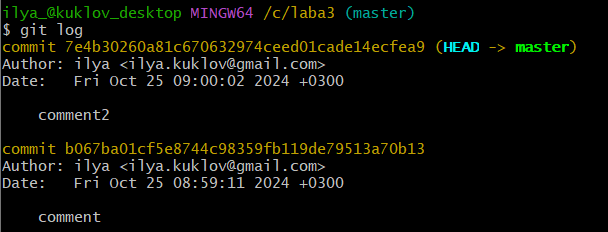 ilya_@kuklov_desktop MINGW64 /c/laba3 (master)
$ git log
commit 7e4b30260a81c670632974ceed01cade14ecfea9 (HEAD -> master)
Author: ilya <ilya.kuklov@gmail.com>
Date:   Fri Oct 25 09:00:02 2024 +0300
    comment2
commit b067ba01cf5e8744c98359fb119de79513a70b13
Author: ilya <ilya.kuklov@gmail.com>
Date:   Fri Oct 25 08:59:11 2024 +0300
    comment